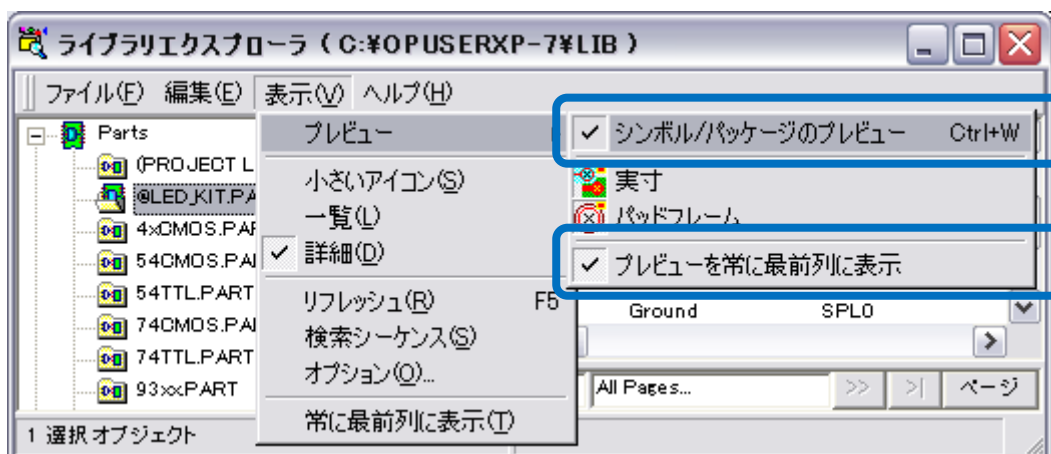 ライブラリエクスプローラ ( C:¥OPUSERXP-7¥LIB )
ファイル(F) 編集(E) 表示(V) ヘルプ(H)
Parts
(PROJECT L
@LED_KIT.PA
4xCMOS.PAR
54CMOS.PAR
54TTL.PART
74CMOS.PAR
74TTL.PART
93xx.PART
プレビュー
小さいアイコン(S)
一覧(L)
詳細(D)
リフレッシュ(R) F5
検索シーケンス(S)
オプション(O)...
常に最前列に表示(T)
シンボル/パッケージのプレビュー Ctrl+W
実寸
パッドフレーム
プレビューを常に最前列に表示
Ground SPL0
All Pages... >> >| ページ
1 選択オブジェクト